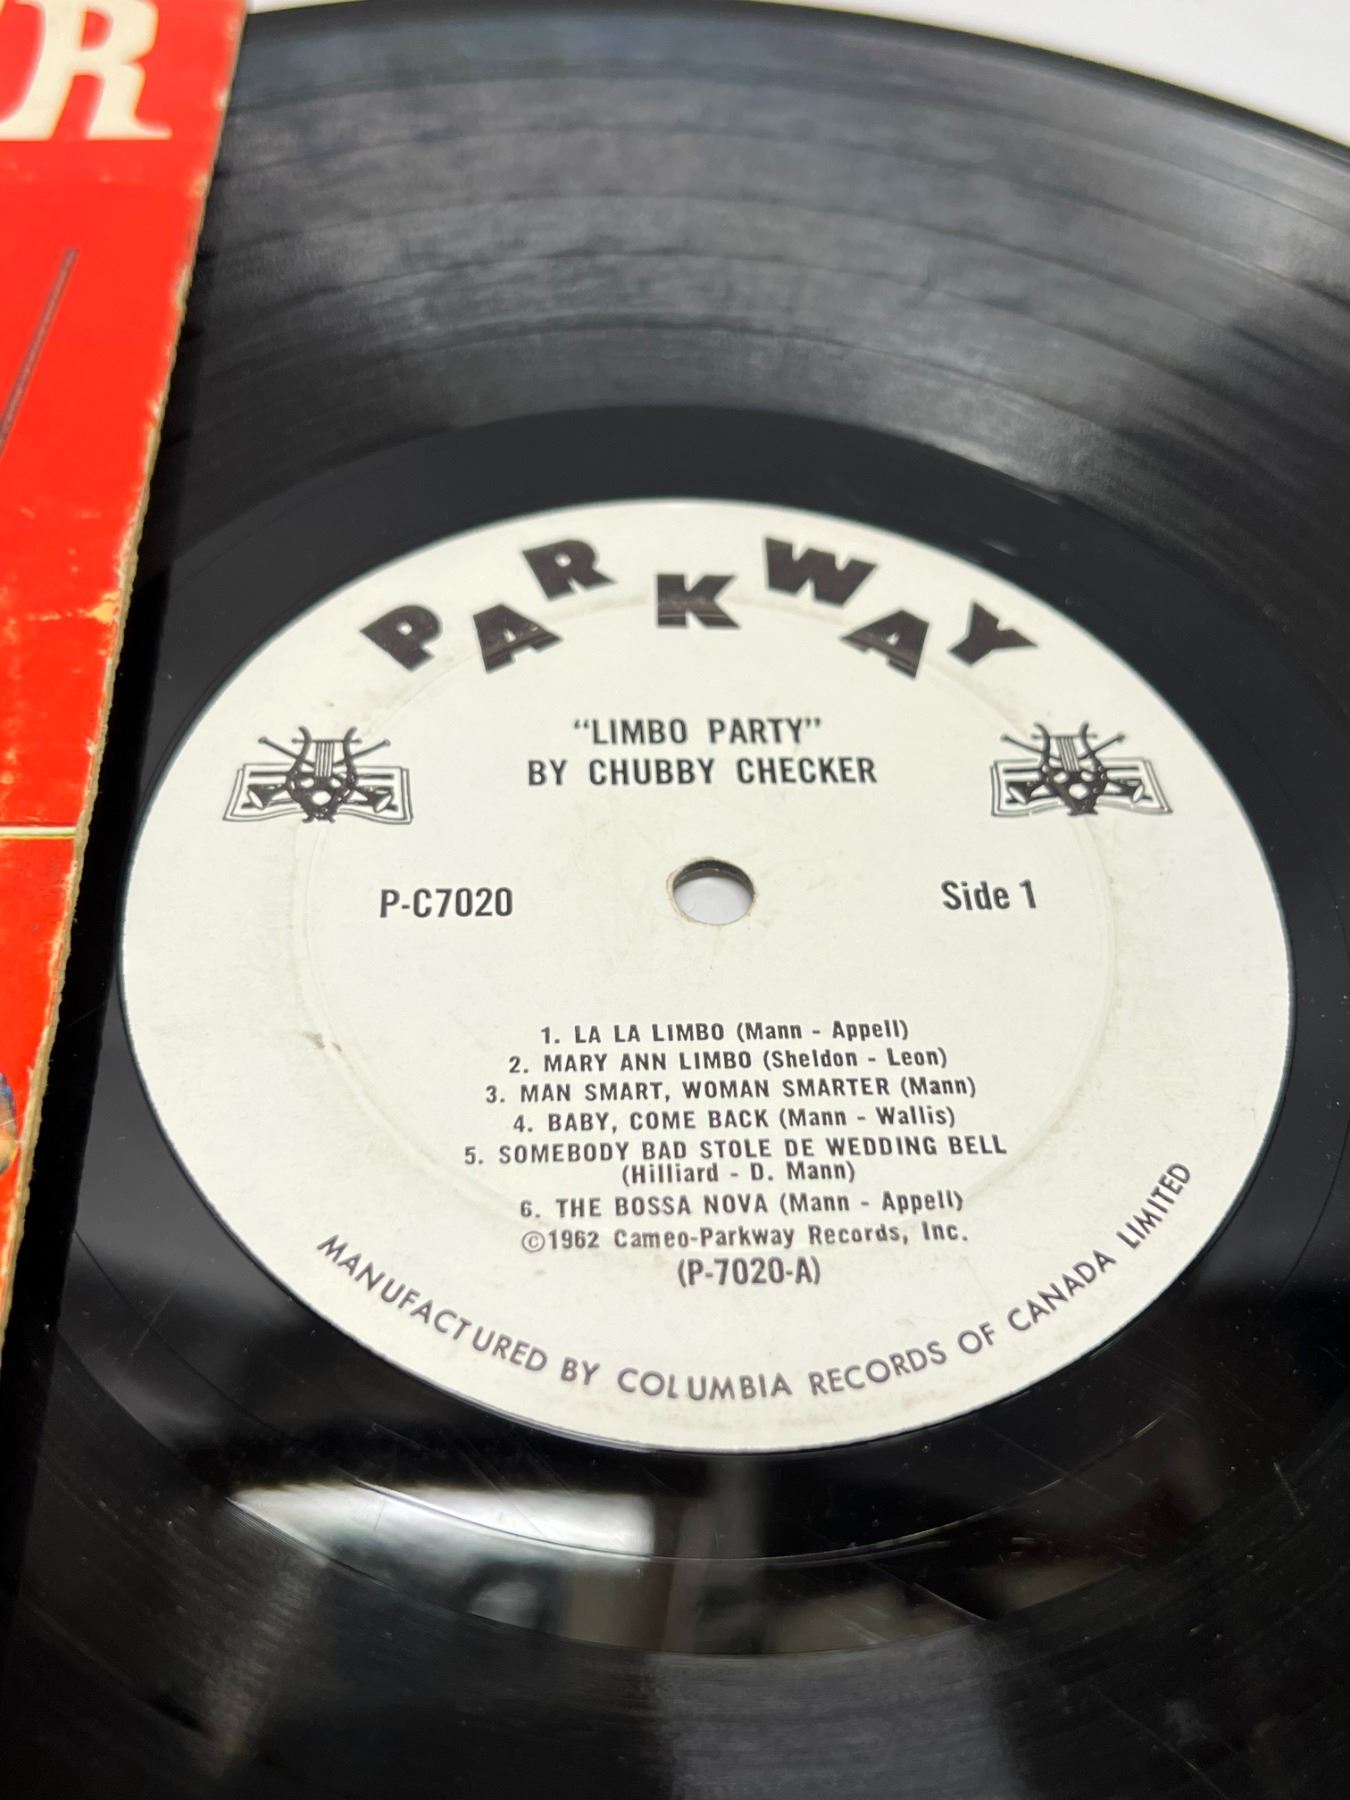 R
PARKWAY
"LIMBO PARTY"
BY CHUBBY CHECKER
P-C7020
Side 1
1. LA LA LIMBO (Mann - Appell)
2. MARY ANN LIMBO (Sheldon - Leon)
3. MAN SMART, WOMAN SMARTER (Mann)
4. BABY, COME BACK (Mann - Wallis)
5. SOMEBODY BAD STOLE DE WEDDING BELL
(Hilliard - D. Mann)
6. THE BOSSA NOVA (Mann - Appell)
©1962 Cameo-Parkway Records, Inc.
(P-7020-A)
MANUFACTURED BY COLUMBIA RECORDS OF CANADA LIMITED